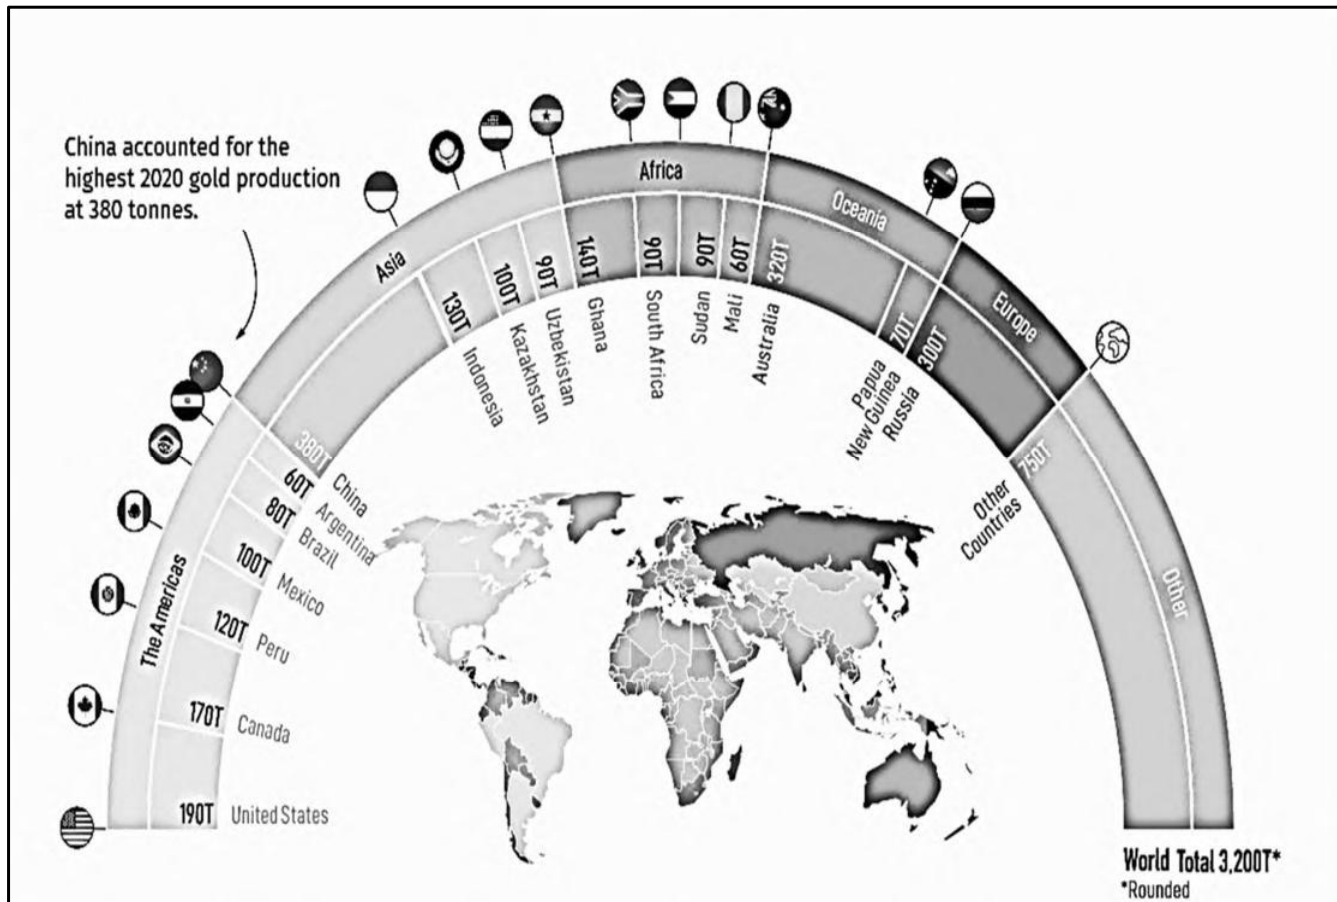 China accounted for the
highest 2020 gold production
at 380 tonnes.
The Americas
Asia
Africa
Oceania
Europe
Other
190T
United States
170T
Canada
120T
Peru
100T
Mexico
80T
Brazil
60T
Argentina
380T
China
130T
Indonesia
100T
Kazakhstan
90T
Uzbekistan
140T
Ghana
90T
South Africa
90T
Sudan
60T
Mali
320T
Australia
70T
Papua
New Guinea
300T
Russia
750T
Other
Countries
World Total 3,200T*
*Rounded